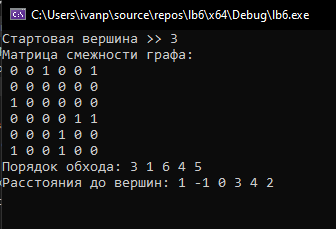 C:\Users\ivanp\source\repos\lb6\x64\Debug\lb6.exe
Стартовая вершина >> 3
Матрица смежности графа:
0 0 1 0 0 1
0 0 0 0 0 0
1 0 0 0 0 0
0 0 0 0 1 1
0 0 0 1 0 0
1 0 0 1 0 0
Порядок обхода: 3 1 6 4 5
Расстояния до вершин: 1 -1 0 3 4 2